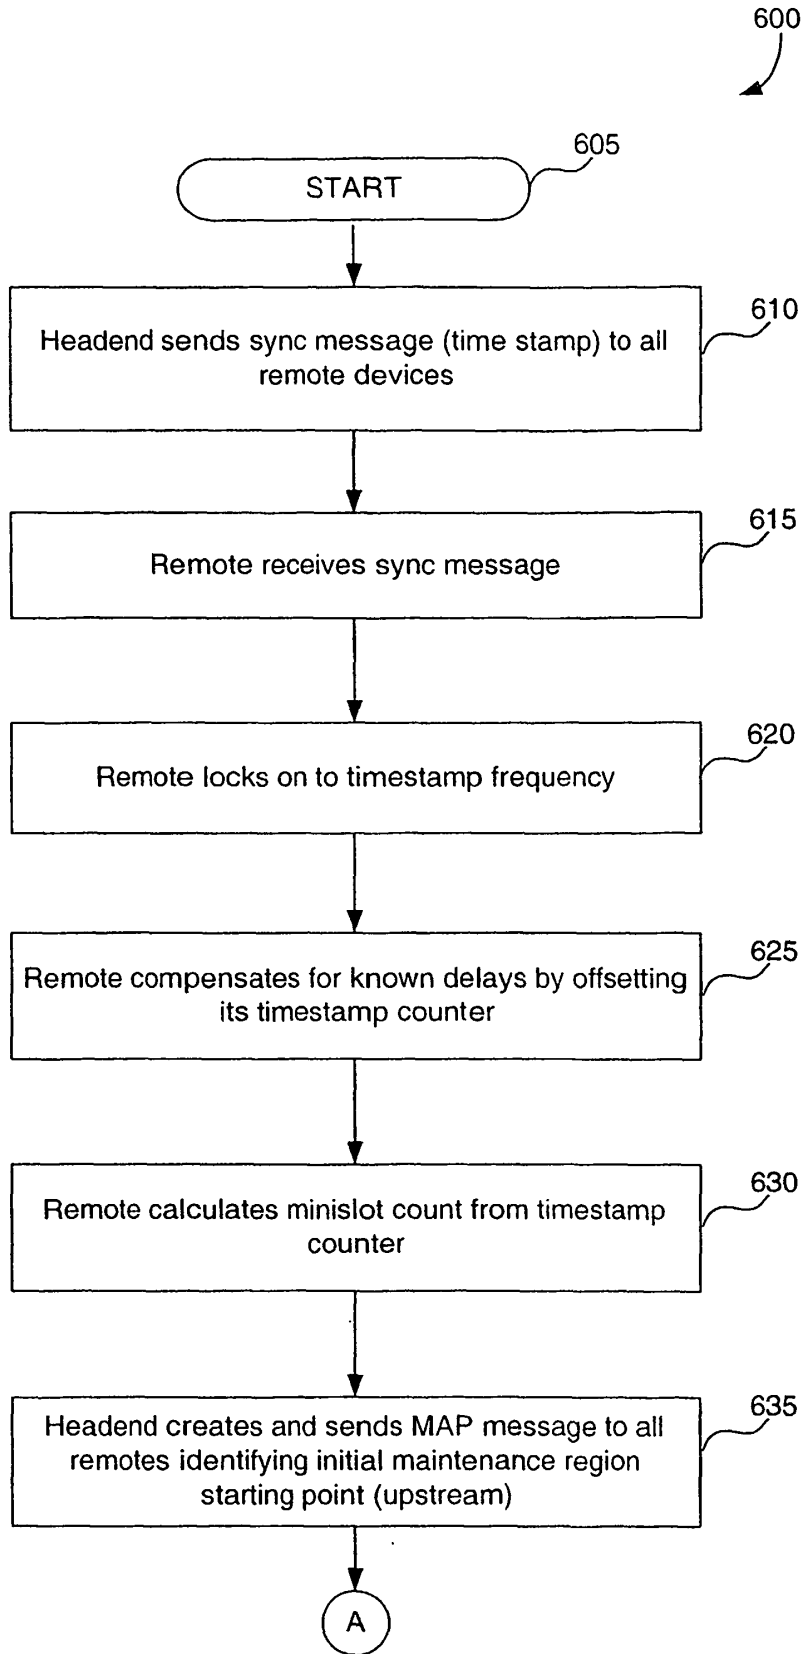 600
605
START
610
Headend sends sync message (time stamp) to all
remote devices
615
Remote receives sync message
620
Remote locks on to timestamp frequency
625
Remote compensates for known delays by offsetting
its timestamp counter
630
Remote calculates minislot count from timestamp
counter
635
Headend creates and sends MAP message to all
remotes identifying initial maintenance region
starting point (upstream)
A